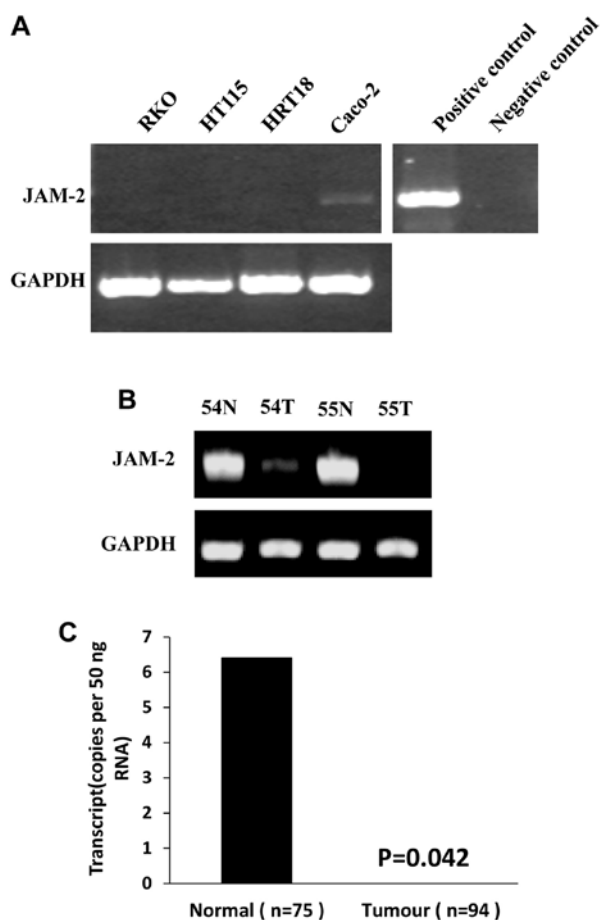 A
RKO
HT115
HRT18
Caco-2
Positive control
Negative control
JAM-2
GAPDH
B
54N 54T 55N 55T
JAM-2
GAPDH
C
Transcript(copies per 50 ng
RNA)
7
6
5
4
3
2
1
0
P=0.042
Normal ( n=75 ) Tumour ( n=94 )